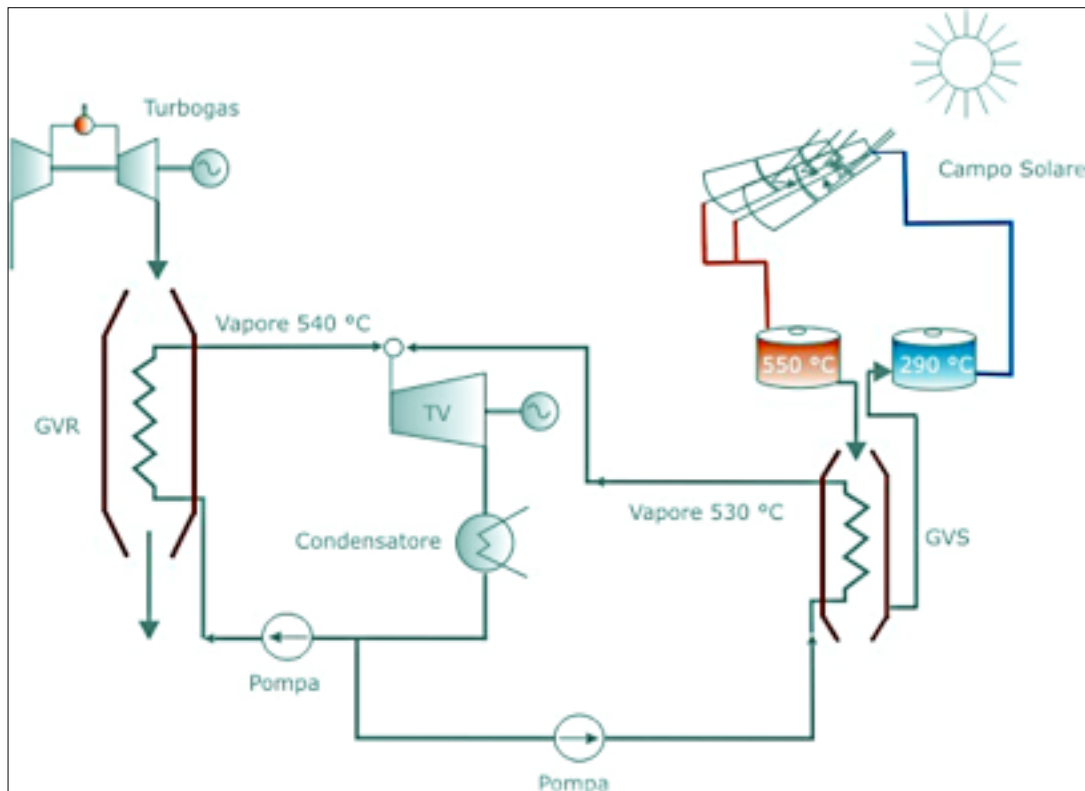 Turbogas
Campo Solare
Vapore 540 °C
550 °C
290 °C
TV
GVR
Vapore 530 °C
Condensatore
GVS
Pompa
Pompa